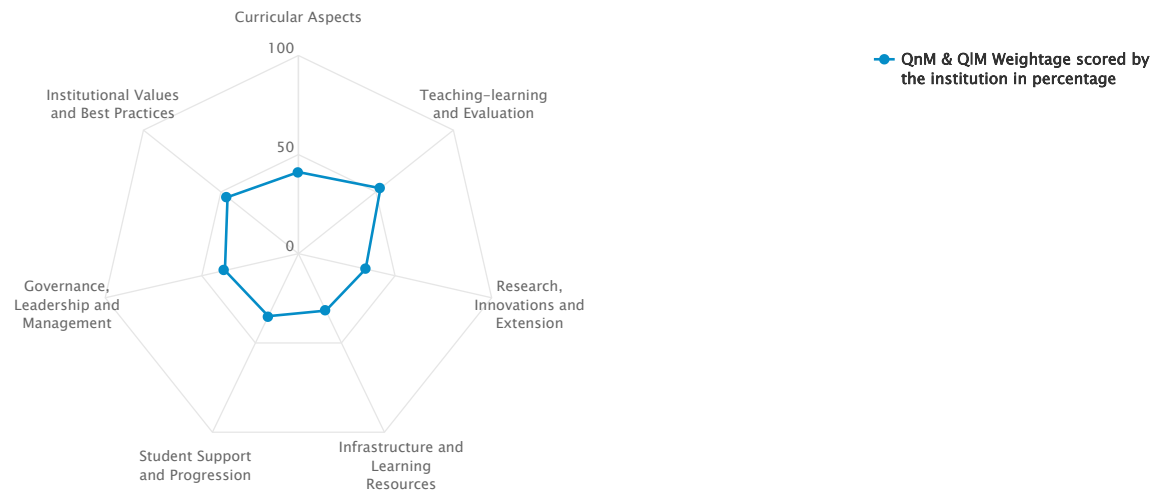 Curricular Aspects
100
Teaching-learning
and Evaluation
Institutional Values
and Best Practices
50
0
Research,
Innovations and
Extension
Governance,
Leadership and
Management
Infrastructure and
Learning
Resources
Student Support
and Progression
QnM & QlM Weightage scored by
the institution in percentage